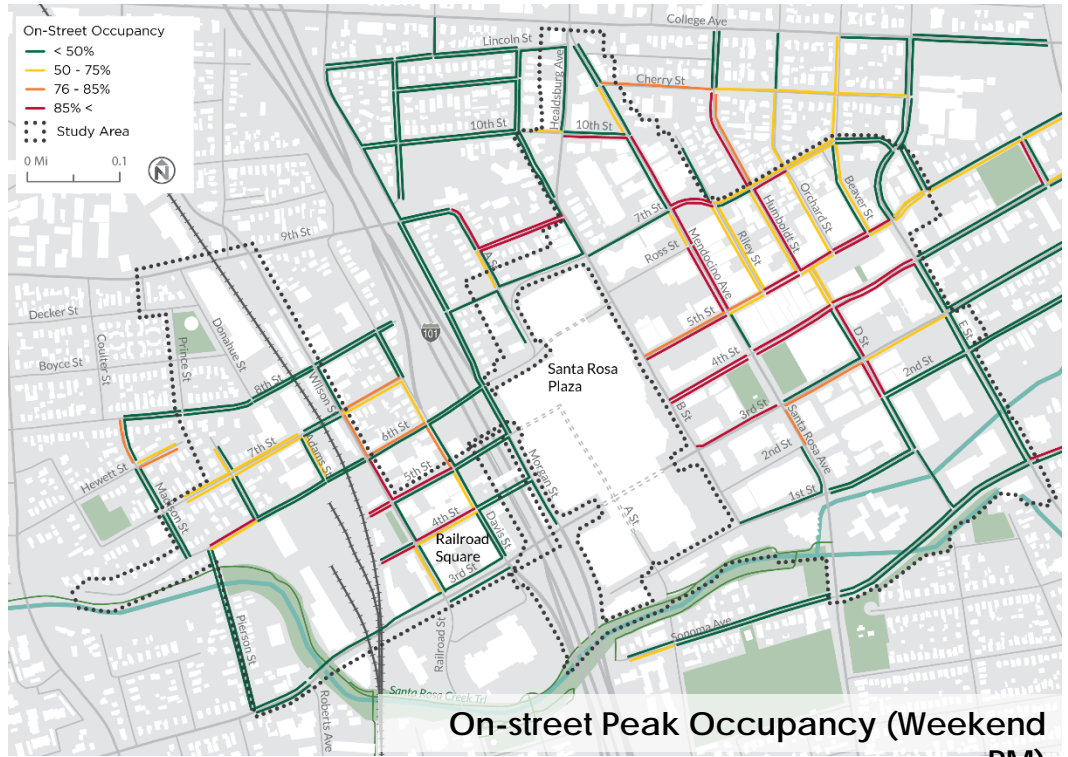 On-Street Occupancy
< 50%
50 - 75%
76 - 85%
85% <
Study Area
0 Mi 0.1
N
College Ave
Lincoln St
Healdsburg Ave
Cherry St
10th St
10th St
9th St
7th St
Ross St
A St
Mendocino Ave
Riley St
Humboldt St
Orchard St
Beaver St
Decker St
Coulter St
Boyce St
Prince St
Donahue St
8th St
Wilson St
101
Santa Rosa
Plaza
5th St
4th St
B St
3rd St
D St
E St
2nd St
2nd St
Santa Rosa Ave
1st St
Hewett St
Madison St
7th St
Adams St
6th St
5th St
4th St
Railroad
Square
3rd St
Davis St
Morgan St
A St
Pierson St
Roberts Ave
Railroad St
Sonoma Ave
Santa Rosa Creek Trl
On-street Peak Occupancy (Weekend
PM)